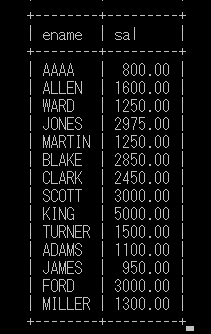 ename | sal
AAAA | 800.00
ALLEN | 1600.00
WARD | 1250.00
JONES | 2975.00
MARTIN | 1250.00
BLAKE | 2850.00
CLARK | 2450.00
SCOTT | 3000.00
KING | 5000.00
TURNER | 1500.00
ADAMS | 1100.00
JAMES | 950.00
FORD | 3000.00
MILLER | 1300.00